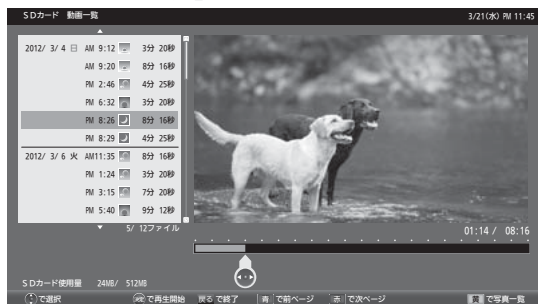 SDカード 動画一覧
3/21(水) PM 11:45
2012/ 3/ 4 日 AM 9:12 3分 20秒
AM 9:20 8分 16秒
PM 2:46 4分 25秒
PM 6:32 3分 20秒
PM 8:26 8分 16秒
PM 8:29 4分 25秒
2012/ 3/ 6 火 AM11:35 8分 16秒
PM 1:24 3分 20秒
PM 3:15 7分 20秒
PM 5:40 9分 12秒
5/ 12ファイル
01:14 / 08:16
SDカード使用量 24MB/ 512MB
で選択 決定 で再生開始 戻る で終了 青 で前ページ 赤 で次ページ 黄 で写真一覧